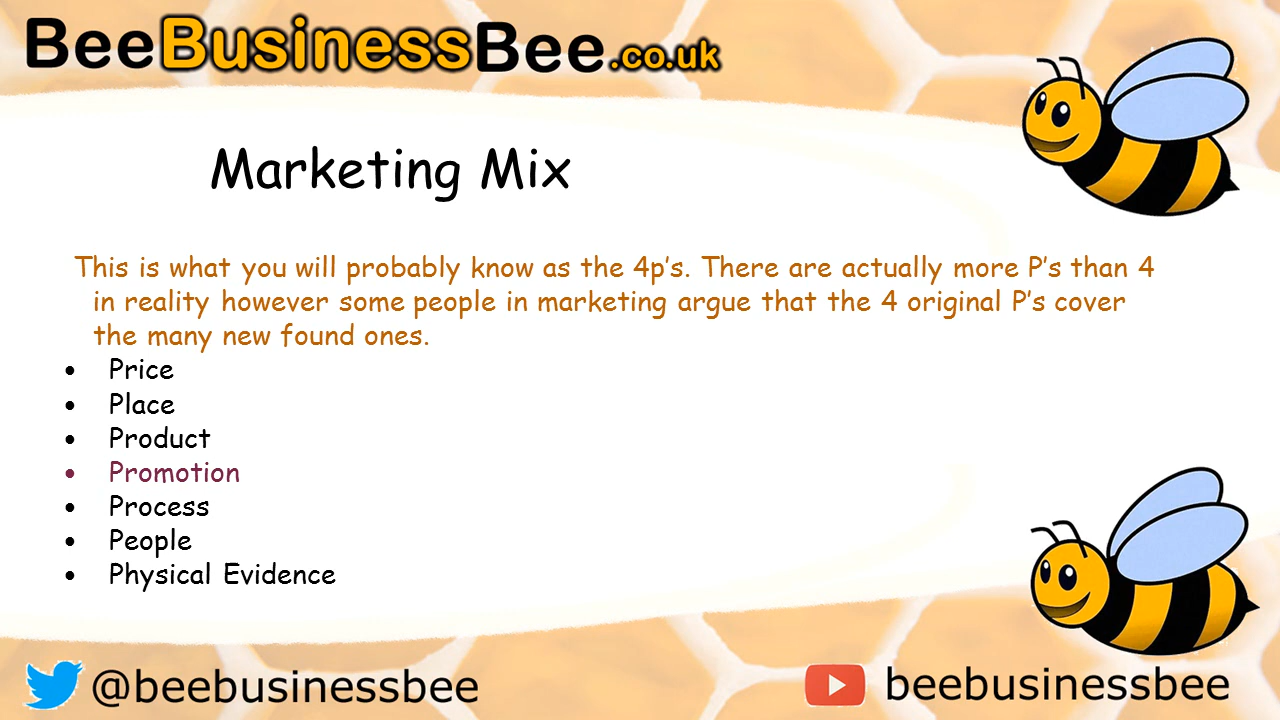 BeeBusinessBee.co.uk
Marketing Mix
This is what you will probably know as the 4p's. There are actually more P's than 4
in reality however some people in marketing argue that the 4 original P's cover
the many new found ones.
• Price
• Place
• Product
• Promotion
• Process
• People
• Physical Evidence
@beebusinessbee
beebusinessbee